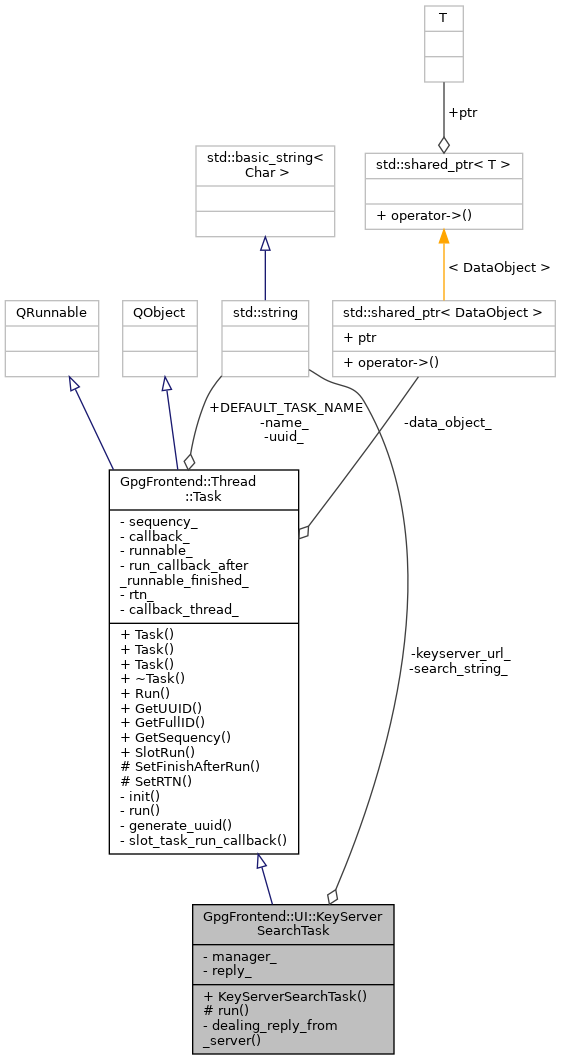 T
+ptr
std::basic_string<
Char >
std::shared_ptr< T >
+ operator->()
< DataObject >
QRunnable
QObject
std::string
std::shared_ptr< DataObject >
+ ptr
+ operator->()
+DEFAULT_TASK_NAME
-name_
-uuid_
-data_object_
GpgFrontend::Thread
::Task
- sequency_
- callback_
- runnable_
- run_callback_after
_runnable_finished_
- rtn_
- callback_thread_
+ Task()
+ Task()
+ Task()
+ ~Task()
+ Run()
+ GetUUID()
+ GetFullID()
+ GetSequency()
+ SlotRun()
# SetFinishAfterRun()
# SetRTN()
- init()
- run()
- generate_uuid()
- slot_task_run_callback()
-keyserver_url_
-search_string_
GpgFrontend::UI::KeyServer
SearchTask
- manager_
- reply_
+ KeyServerSearchTask()
# run()
- dealing_reply_from
_server()